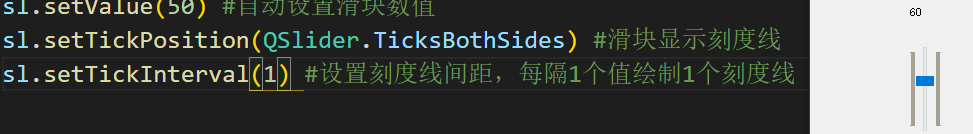 sl.setValue(50) #自动设置滑块数值
60
sl.setTickPosition(QSlider.TicksBothSides) #滑块显示刻度线
sl.setTickInterval(1) #设置刻度线间距，每隔1个值绘制1个刻度线